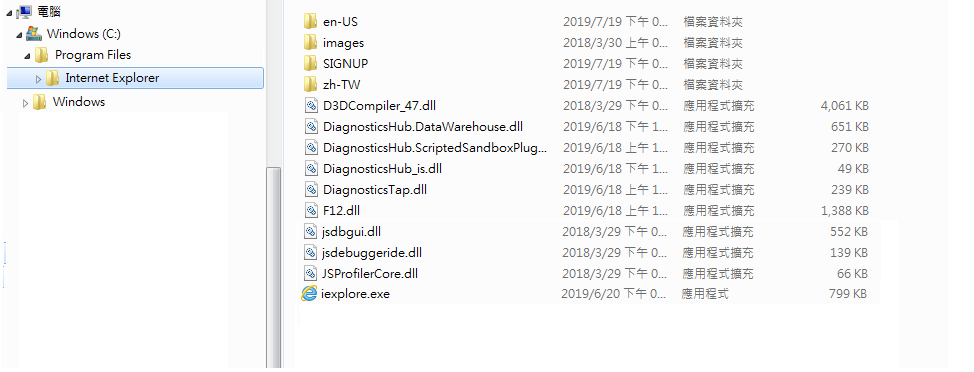 電腦
Windows (C:)
Program Files
Internet Explorer
Windows
en-US 2019/7/19 下午 0... 檔案資料夾
images 2018/3/30 上午 0... 檔案資料夾
SIGNUP 2019/7/19 下午 0... 檔案資料夾
zh-TW 2019/7/19 下午 0... 檔案資料夾
D3DCompiler_47.dll 2018/3/29 下午 0... 應用程式擴充 4,061 KB
DiagnosticsHub.DataWarehouse.dll 2019/6/18 下午 1... 應用程式擴充 651 KB
DiagnosticsHub.ScriptedSandboxPlug... 2019/6/18 下午 1... 應用程式擴充 270 KB
DiagnosticsHub_is.dll 2019/6/18 下午 1... 應用程式擴充 49 KB
DiagnosticsTap.dll 2019/6/18 上午 1... 應用程式擴充 239 KB
F12.dll 2019/6/18 上午 1... 應用程式擴充 1,388 KB
jsdbgui.dll 2018/3/29 下午 0... 應用程式擴充 552 KB
jsdebuggeride.dll 2018/3/29 下午 0... 應用程式擴充 139 KB
JSProfilerCore.dll 2018/3/29 下午 0... 應用程式擴充 66 KB
iexplore.exe 2019/6/20 下午 0... 應用程式 799 KB